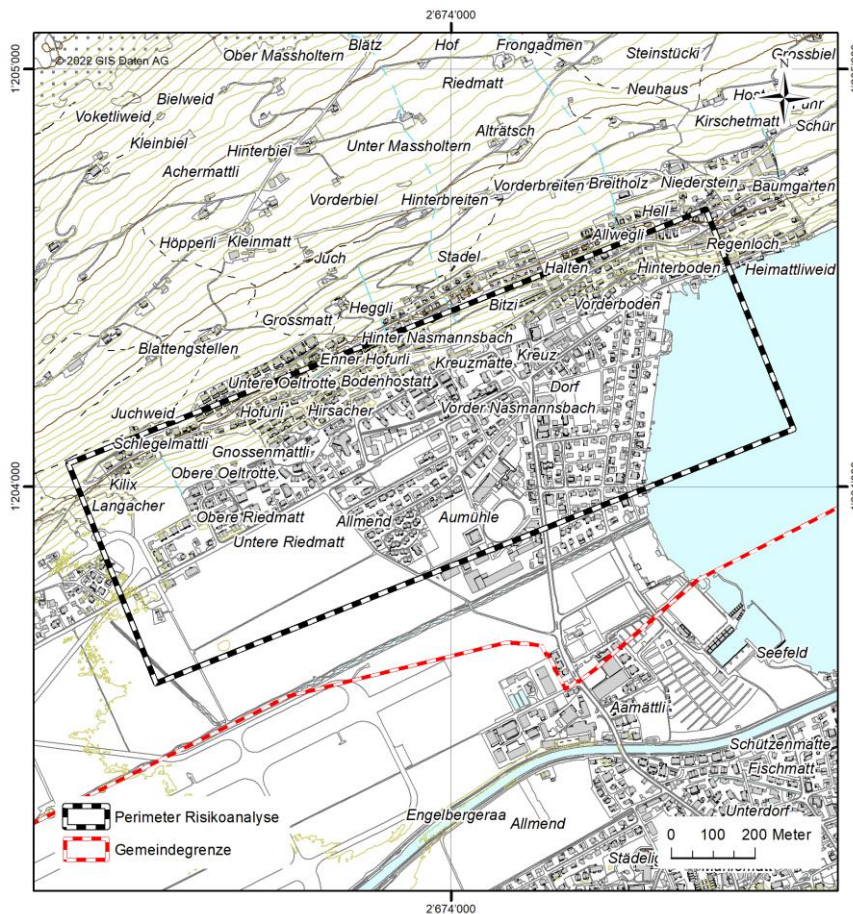 2'674'000
Blätz
Hof
Frongadmen
Ober Massholtern
Steinstücki
Grossbiel
© 2022 GIS Daten AG
1'205'000
N
Riedmatt
Neuhaus
Bielweid
Voketliweid
Kirschetmatt
Schür
Kleinbiel
Alträtsch
Hinterbiel
Unter Massholtern
Achermattli
Vorderbreiten
Breitholz
Niederstein
Baumgarten
Vorderbiel
Hinterbreiten
Hell
Höpperli
Kleinmatt
Allwegli
Regenloch
Juch
Stadel
Halten
Hinterboden
Heimattliweid
Heggli
Bitzi
Vorderboden
Grossmatt
Hinter Nasmannsbach
Blattengstellen
Enner Hofurli
Kreuzmatte
Kreuz
Untere Oeltrotte
Bodenhostatt
Dorf
Juchweid
Hofurli
Hirsacher
Vorder Nasmannsbach
Schlegelmattli
Gnossenmattli
Kilix
Obere Oeltrotte
1'204'000
Langacher
Obere Riedmatt
Allmend
Aumühle
Untere Riedmatt
Seefeld
Aamättli
Schützenmatte
Fischmatt
Perimeter Risikoanalyse
Engelbergeraa
Allmend
Unterdorf
Gemeindegrenze
0 100 200 Meter
2'674'000